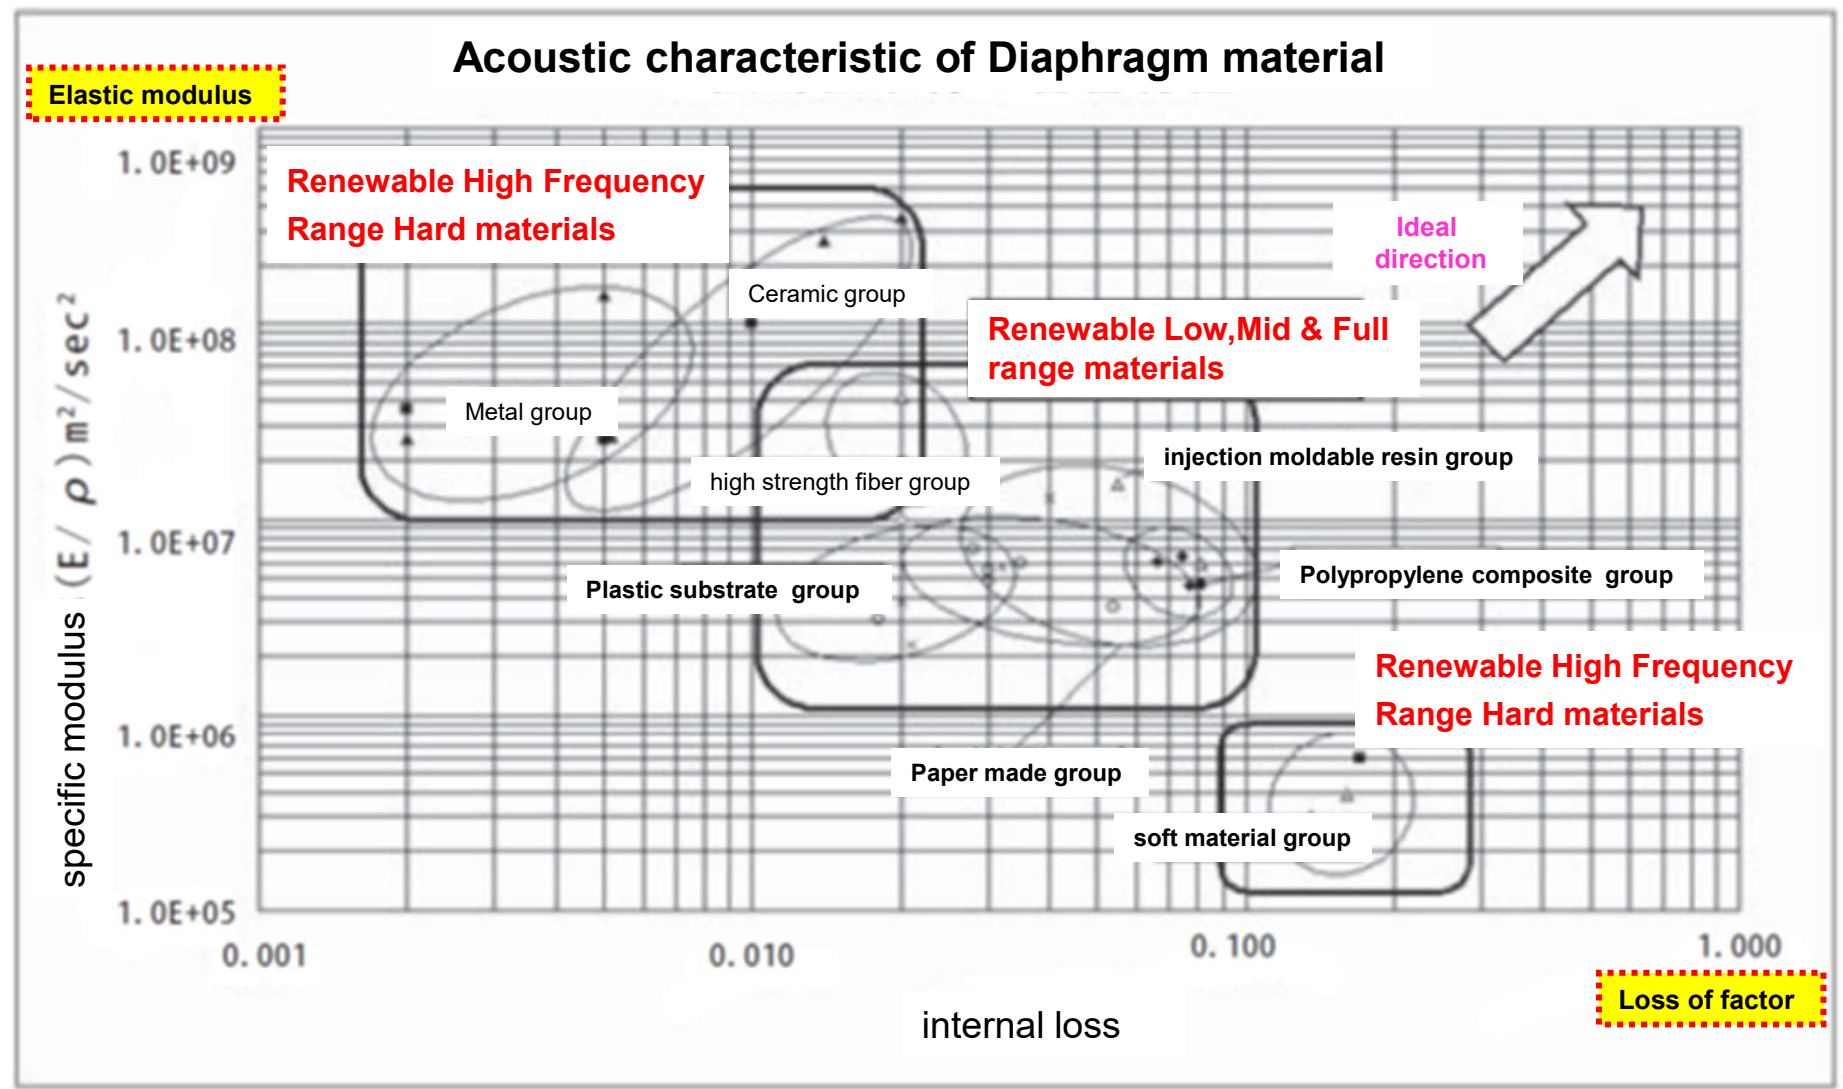 Acoustic characteristic of Diaphragm material
Elastic modulus
1.0E+09
Renewable High Frequency
Range Hard materials
Ideal
direction
Ceramic group
1.0E+08
Renewable Low,Mid & Full
range materials
Metal group
injection moldable resin group
high strength fiber group
1.0E+07
Plastic substrate group
Polypropylene composite group
Renewable High Frequency
Range Hard materials
1.0E+06
Paper made group
soft material group
1.0E+05
specific modulus (E/ ρ) m²/sec²
0.001
0.010
0.100
1.000
Loss of factor
internal loss